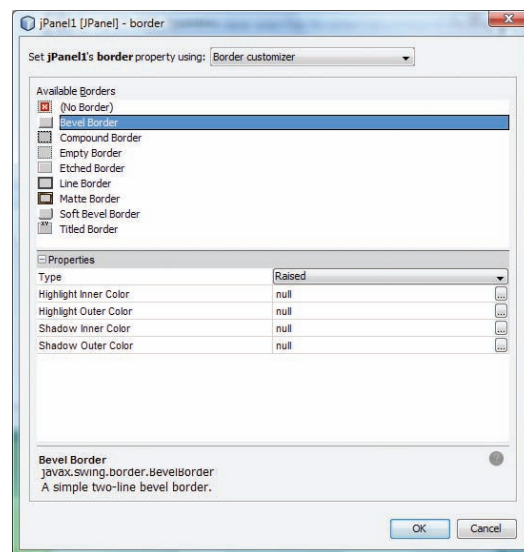 jPanel1 [JPanel] - border
Set jPanel1's border property using: Border customizer
Available Borders
(No Border)
Bevel Border
Compound Border
Empty Border
Etched Border
Line Border
Matte Border
Soft Bevel Border
Titled Border
Properties
Type Raised
Highlight Inner Color null ...
Highlight Outer Color null ...
Shadow Inner Color null ...
Shadow Outer Color null ...
Bevel Border
javax.swing.border.BevelBorder
A simple two-line bevel border.
OK Cancel